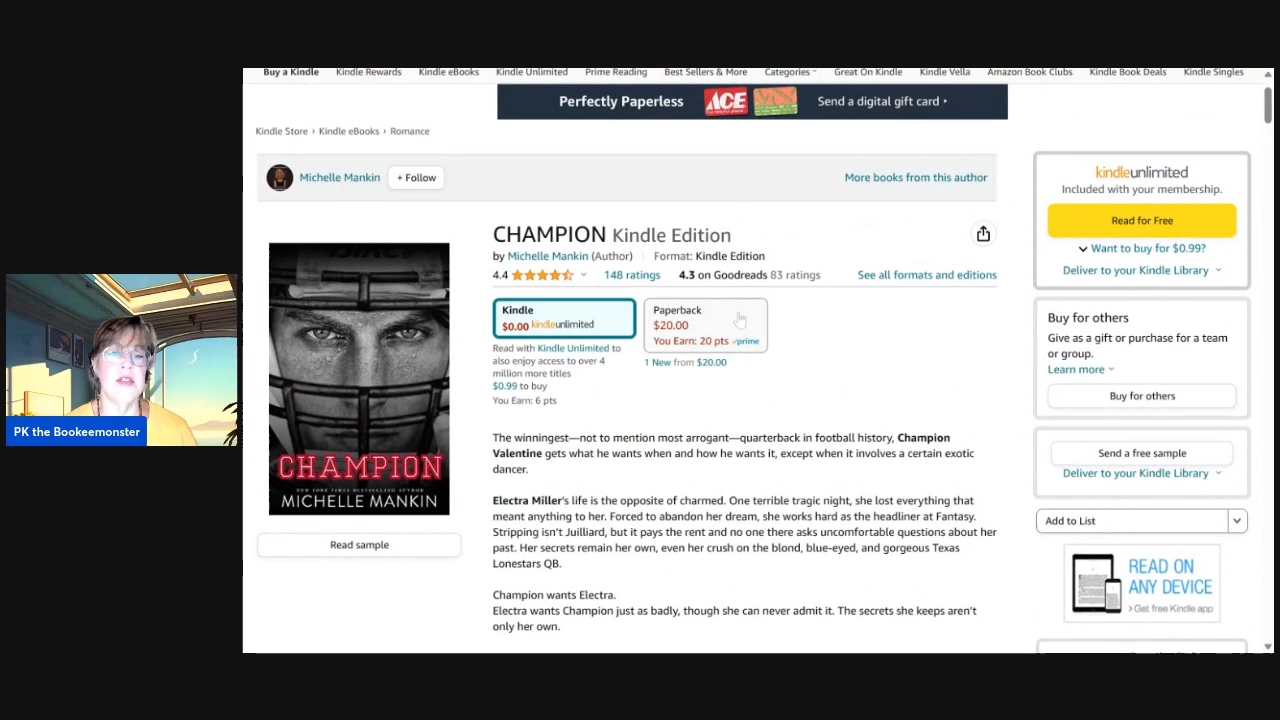 Buy a Kindle Kindle Rewards Kindle eBooks Kindle Unlimited Prime Reading Best Sellers & More Categories Great On Kindle Kindle Vella Amazon Book Clubs Kindle Book Deals Kindle Singles
Perfectly Paperless ACE Send a digital gift card
Kindle Store › Kindle eBooks › Romance
Michelle Mankin + Follow More books from this author
CHAMPION Kindle Edition
by Michelle Mankin (Author) Format: Kindle Edition
4.4 148 ratings 4.3 on Goodreads 83 ratings See all formats and editions
Kindle
$0.00 kindleunlimited
Read with Kindle Unlimited to
also enjoy access to over 4
million more titles
$0.99 to buy
You Earn: 6 pts
Paperback
$20.00
You Earn: 20 pts prime
1 New from $20.00
The winningest—not to mention most arrogant—quarterback in football history, Champion
Valentine gets what he wants when and how he wants it, except when it involves a certain exotic
dancer.
Electra Miller's life is the opposite of charmed. One terrible tragic night, she lost everything that
meant anything to her. Forced to abandon her dream, she works hard as the headliner at Fantasy.
Stripping isn't Juilliard, but it pays the rent and no one there asks uncomfortable questions about her
past. Her secrets remain her own, even her crush on the blond, blue-eyed, and gorgeous Texas
Lonestars QB.
Champion wants Electra.
Electra wants Champion just as badly, though she can never admit it. The secrets she keeps aren't
only her own.
CHAMPION
NEW YORK TIMES BESTSELLING AUTHOR
MICHELLE MANKIN
Read sample
kindleunlimited
Included with your membership.
Read for Free
Want to buy for $0.99?
Deliver to your Kindle Library
Buy for others
Give as a gift or purchase for a team
or group.
Learn more
Buy for others
Send a free sample
Deliver to your Kindle Library
Add to List
READ ON
ANY DEVICE
› Get free Kindle app
PK the Bookeemonster